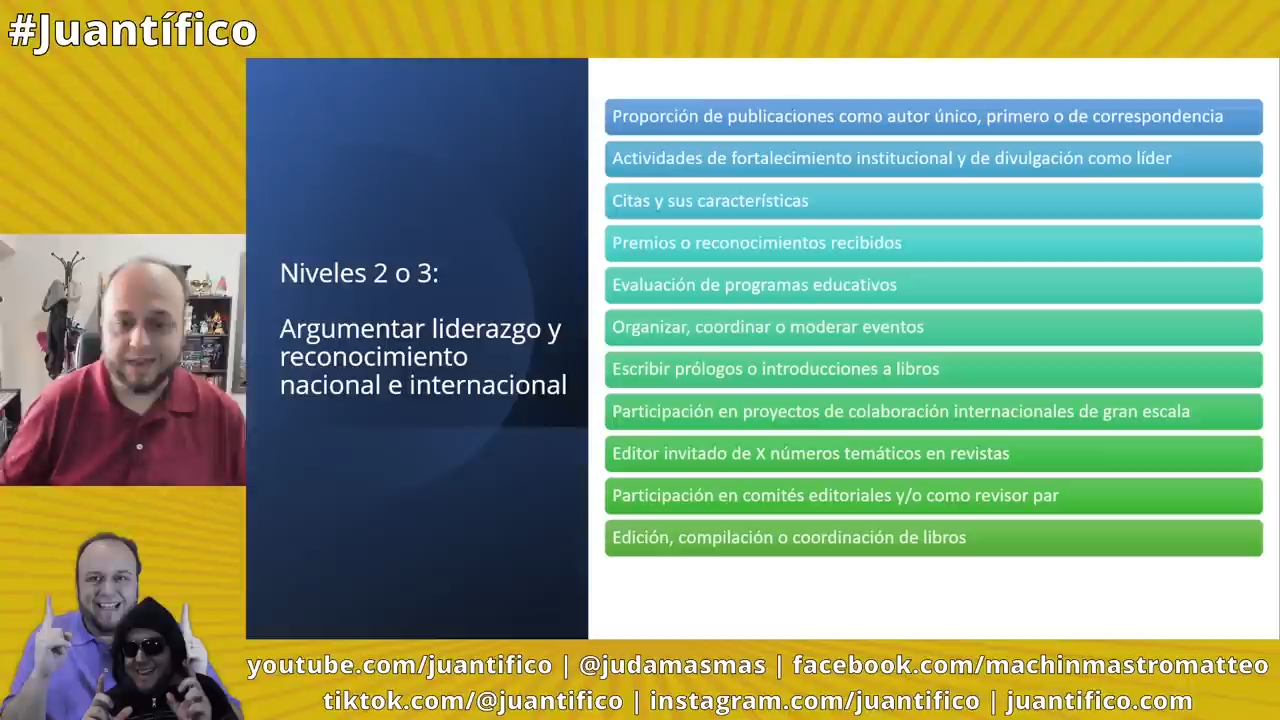 #Juantífico
Niveles 2 o 3:
Argumentar liderazgo y
reconocimiento
nacional e internacional
Proporción de publicaciones como autor único, primero o de correspondencia
Actividades de fortalecimiento institucional y de divulgación como líder
Citas y sus características
Premios o reconocimientos recibidos
Evaluación de programas educativos
Organizar, coordinar o moderar eventos
Escribir prólogos o introducciones a libros
Participación en proyectos de colaboración internacionales de gran escala
Editor invitado de X números temáticos en revistas
Participación en comités editoriales y/o como revisor par
Edición, compilación o coordinación de libros
youtube.com/juantifico | @judamasmas | facebook.com/machinmastromatteo
tiktok.com/@juantifico | instagram.com/juantifico | juantifico.com